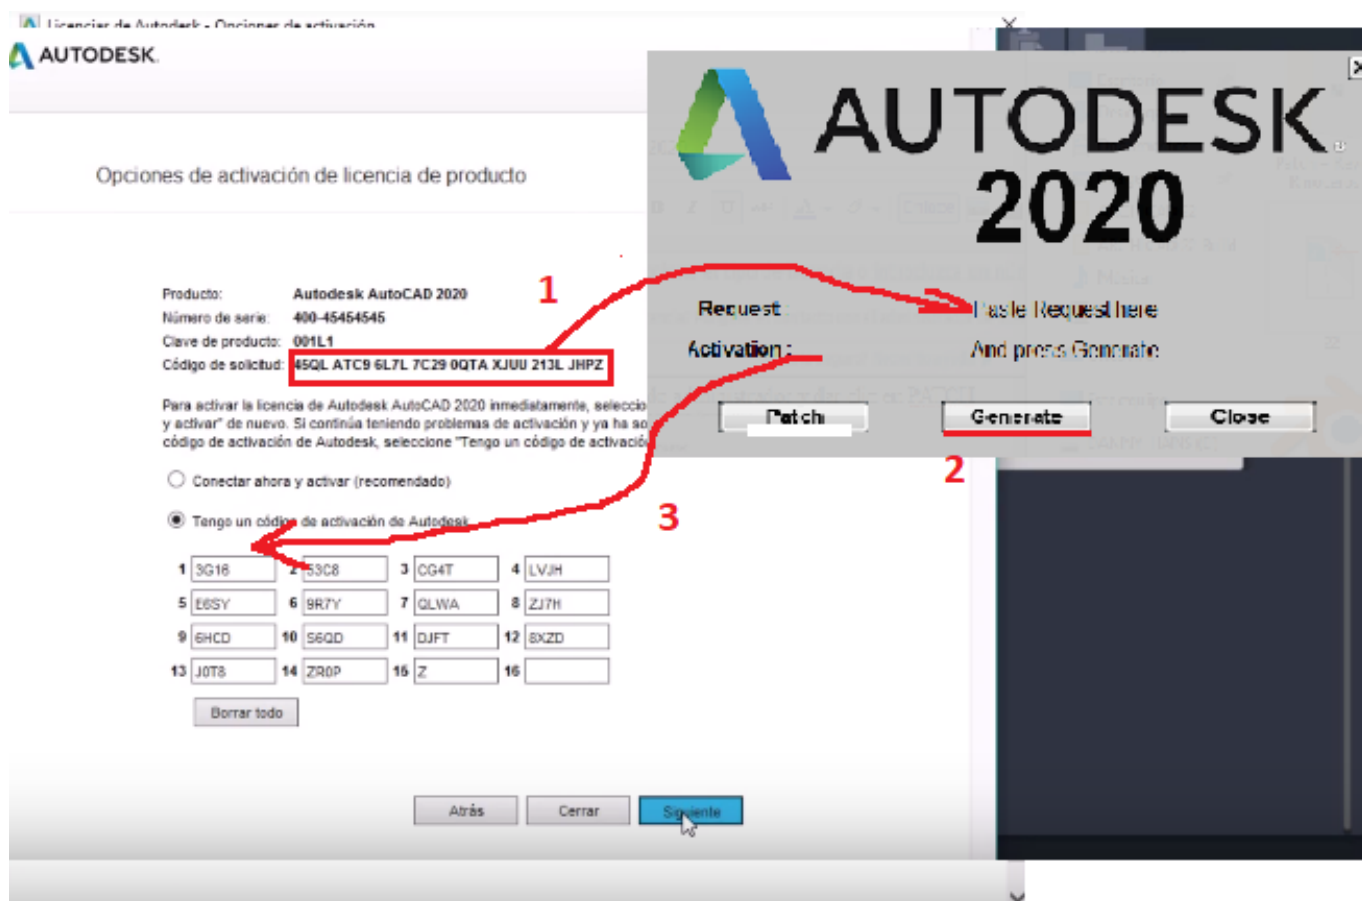 Licenciar de Autodesk - Opciones de activación
AUTODESK.
AUTODESK
2020
Opciones de activación de licencia de producto
Producto: Autodesk AutoCAD 2020
Número de serie: 400-45454545
Clave de producto: 001L1
Código de solicitud: 45QL ATC9 6L7L 7C29 0QTA XJUU 213L JHPZ
1
Request: Paste Request here
Activation: And press Generate
Patch Generate Close
2
3
Para activar la licencia de Autodesk AutoCAD 2020 inmediatamente, seleccio
y activar" de nuevo. Si continúa teniendo problemas de activación y ya ha so
código de activación de Autodesk, seleccione "Tengo un código de activación
Conectar ahora y activar (recomendado)
Tengo un código de activación de Autodesk
1 3G16 2 53C8 3 CG4T 4 LVJH
5 E6SY 6 9R7Y 7 QLWA 8 ZJ7H
9 6HCD 10 S6QD 11 DJFT 12 8XZD
13 J0T8 14 ZR0P 15 Z 16
Borrar todo
Atrás Cerrar Siguiente